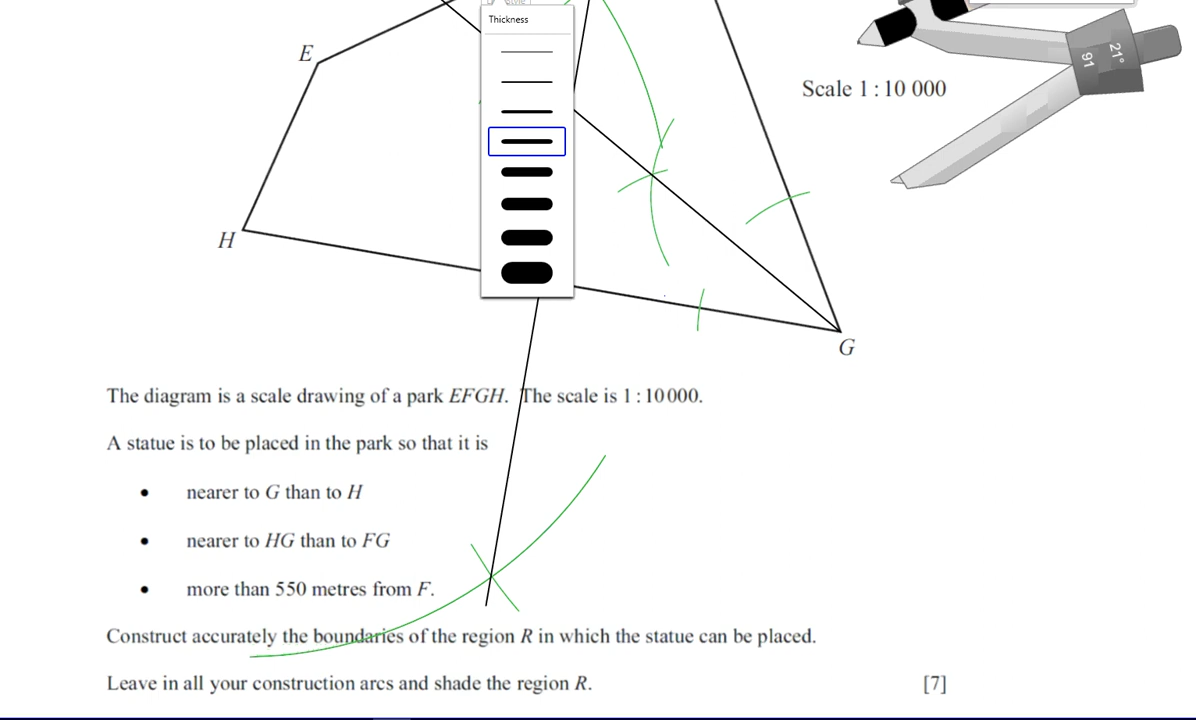 Thickness
E
21°
91
Scale 1 : 10 000
H
G
The diagram is a scale drawing of a park EFGH. The scale is 1 : 10 000.
A statue is to be placed in the park so that it is
• nearer to G than to H
• nearer to HG than to FG
• more than 550 metres from F.
Construct accurately the boundaries of the region R in which the statue can be placed.
Leave in all your construction arcs and shade the region R. [7]